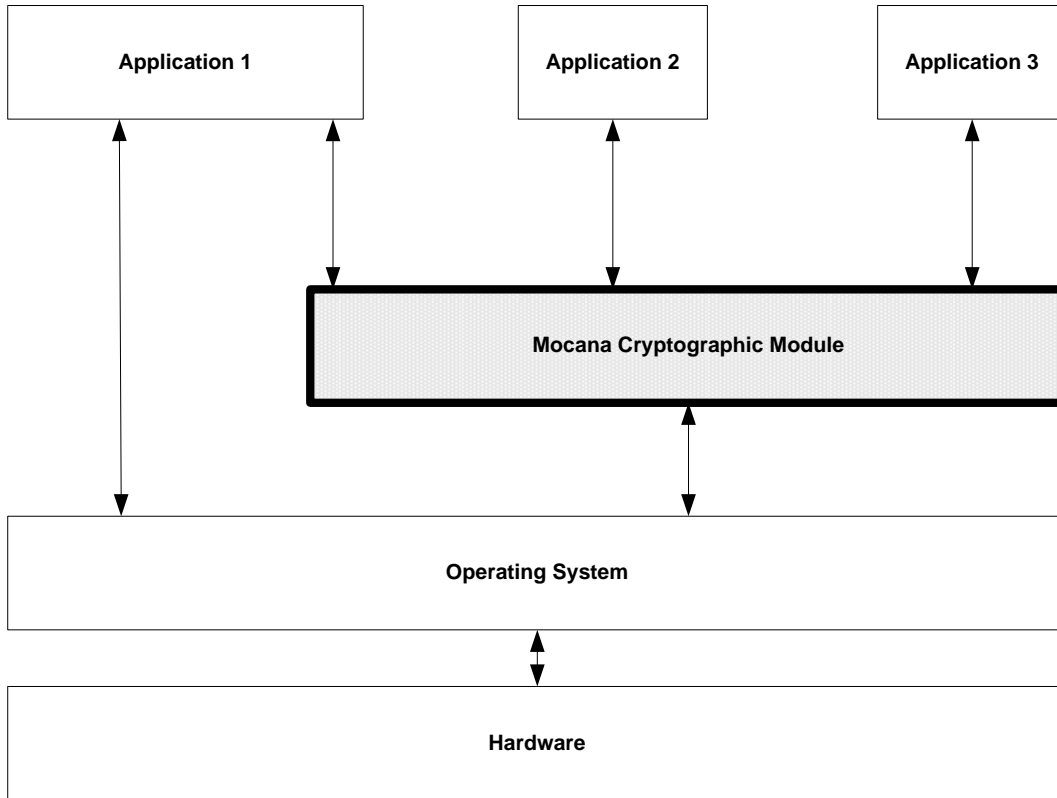 Application 1
Application 2
Application 3
Mocana Cryptographic Module
Operating System
Hardware